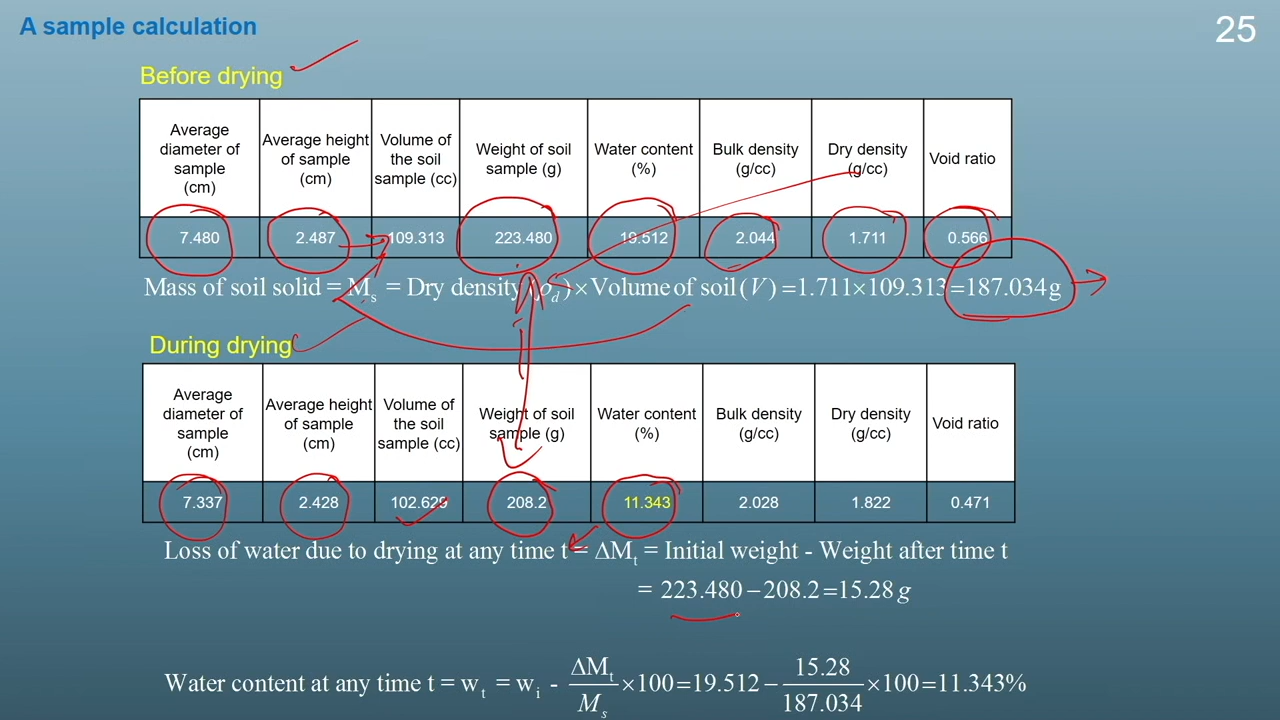 A sample calculation
25
Before drying
Average diameter of sample (cm) Average height of sample (cm) Volume of the soil sample (cc) Weight of soil sample (g) Water content (%) Bulk density (g/cc) Dry density (g/cc) Void ratio
7.480 2.487 109.313 223.480 19.512 2.044 1.711 0.566
Mass of soil solid = Mₛ = Dry density (ρ_d) × Volume of soil (V) = 1.711×109.313 = 187.034 g
During drying
Average diameter of sample (cm) Average height of sample (cm) Volume of the soil sample (cc) Weight of soil sample (g) Water content (%) Bulk density (g/cc) Dry density (g/cc) Void ratio
7.337 2.428 102.629 208.2 11.343 2.028 1.822 0.471
Loss of water due to drying at any time t = ΔMₜ = Initial weight - Weight after time t
= 223.480 − 208.2 = 15.28 g
Water content at any time t = wₜ = wᵢ - ΔMₜ/Mₛ ×100 = 19.512 − 15.28/187.034 ×100 = 11.343%